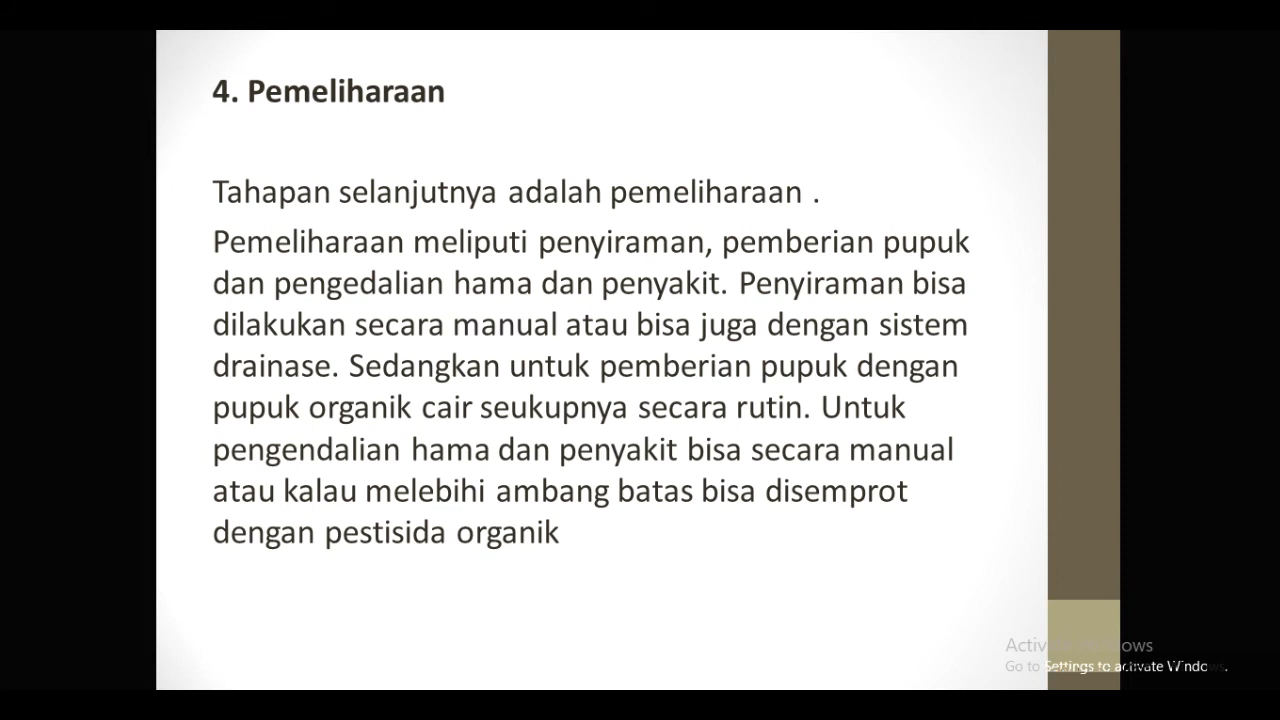 4. Pemeliharaan
Tahapan selanjutnya adalah pemeliharaan .
Pemeliharaan meliputi penyiraman, pemberian pupuk
dan pengedalian hama dan penyakit. Penyiraman bisa
dilakukan secara manual atau bisa juga dengan sistem
drainase. Sedangkan untuk pemberian pupuk dengan
pupuk organik cair seukupnya secara rutin. Untuk
pengendalian hama dan penyakit bisa secara manual
atau kalau melebihi ambang batas bisa disemprot
dengan pestisida organik
Go to Settings to activate Windows.